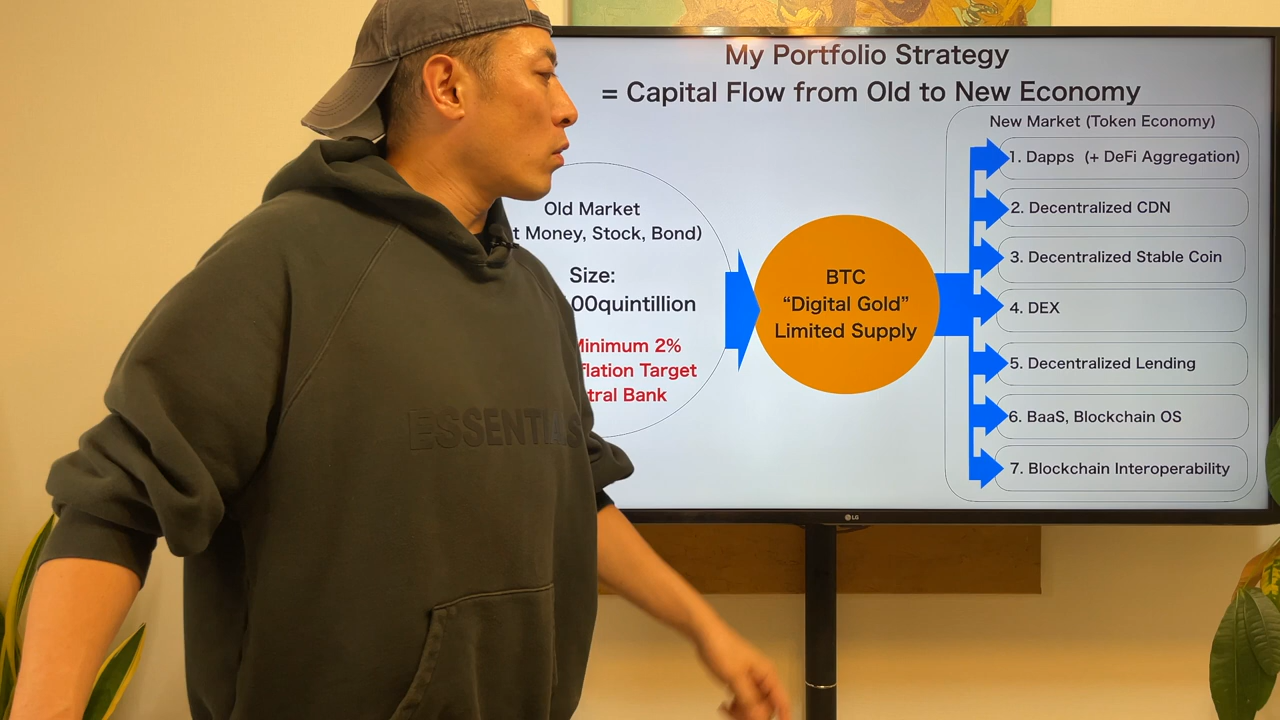 My Portfolio Strategy
= Capital Flow from Old to New Economy
New Market (Token Economy)
1. Dapps (+ DeFi Aggregation)
2. Decentralized CDN
3. Decentralized Stable Coin
4. DEX
5. Decentralized Lending
6. BaaS, Blockchain OS
7. Blockchain Interoperability
Old Market
t Money, Stock, Bond)
Size:
00quintillion
Minimum 2%
flation Target
tral Bank
BTC
“Digital Gold”
Limited Supply
ESSENTIALS
LG